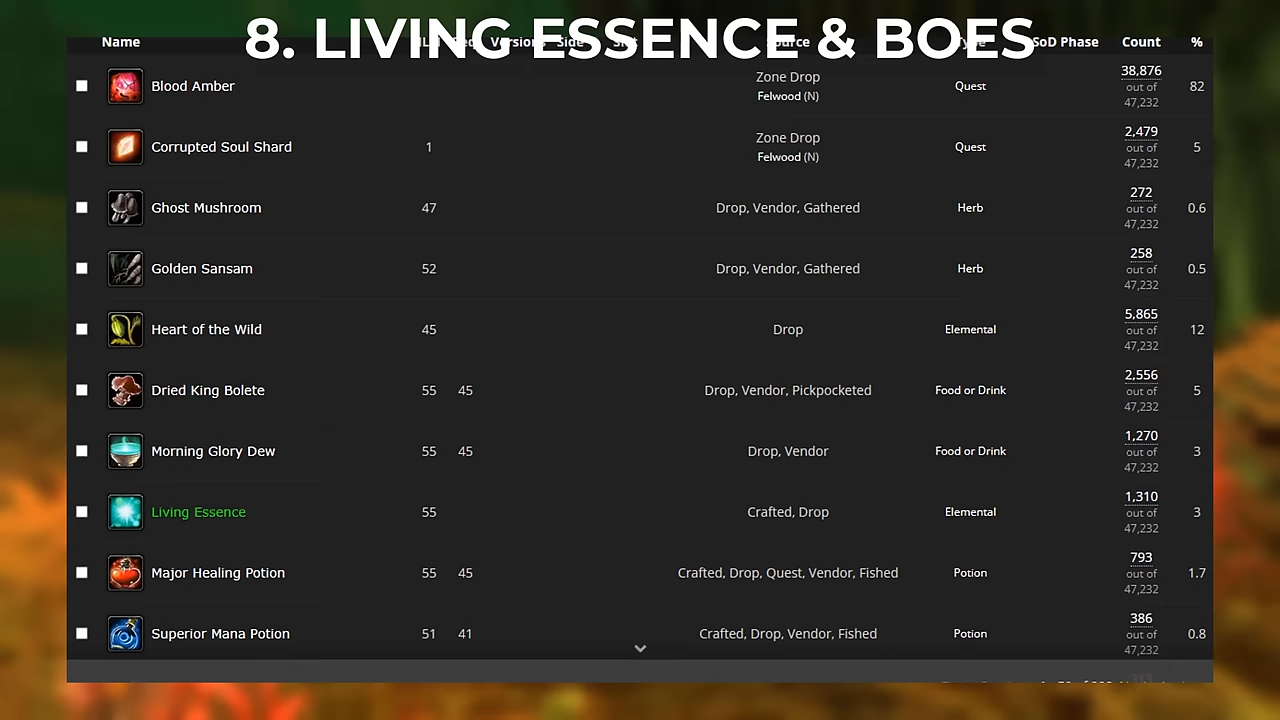 8. LIVING ESSENCE & BOES
Name Versions Side Source Type SoD Phase Count %
Blood Amber Zone Drop Felwood (N) Quest 38,876 out of 47,232 82
Corrupted Soul Shard 1 Zone Drop Felwood (N) Quest 2,479 out of 47,232 5
Ghost Mushroom 47 Drop, Vendor, Gathered Herb 272 out of 47,232 0.6
Golden Sansam 52 Drop, Vendor, Gathered Herb 258 out of 47,232 0.5
Heart of the Wild 45 Drop Elemental 5,865 out of 47,232 12
Dried King Bolete 55 45 Drop, Vendor, Pickpocketed Food or Drink 2,556 out of 47,232 5
Morning Glory Dew 55 45 Drop, Vendor Food or Drink 1,270 out of 47,232 3
Living Essence 55 Crafted, Drop Elemental 1,310 out of 47,232 3
Major Healing Potion 55 45 Crafted, Drop, Quest, Vendor, Fished Potion 793 out of 47,232 1.7
Superior Mana Potion 51 41 Crafted, Drop, Vendor, Fished Potion 386 out of 47,232 0.8